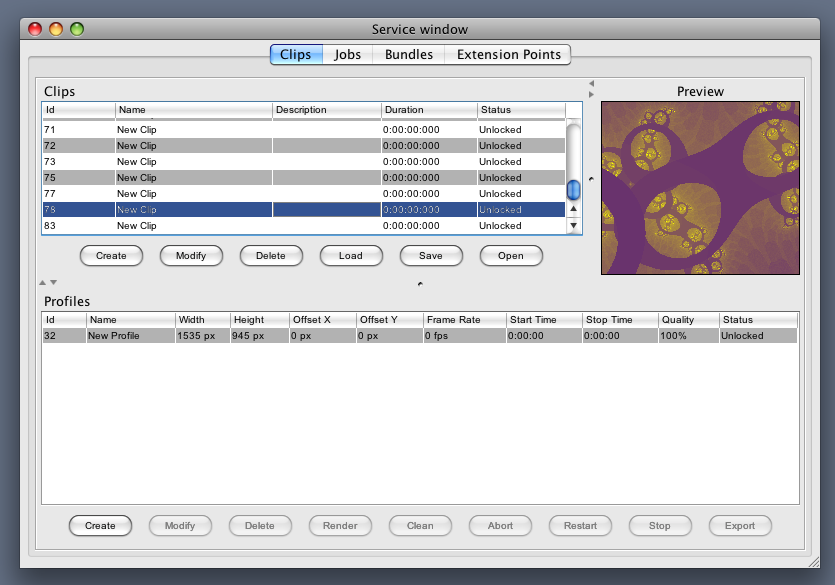 Service window
Clips Jobs Bundles Extension Points
Clips
Preview
Id Name Description Duration Status
71 New Clip 0:00:00:000 Unlocked
72 New Clip 0:00:00:000 Unlocked
73 New Clip 0:00:00:000 Unlocked
75 New Clip 0:00:00:000 Unlocked
77 New Clip 0:00:00:000 Unlocked
78 New Clip 0:00:00:000 Unlocked
83 New Clip 0:00:00:000 Unlocked
Create Modify Delete Load Save Open
Profiles
Id Name Width Height Offset X Offset Y Frame Rate Start Time Stop Time Quality Status
32 New Profile 1535 px 945 px 0 px 0 px 0 fps 0:00:00 0:00:00 100% Unlocked
Create Modify Delete Render Clean Abort Restart Stop Export